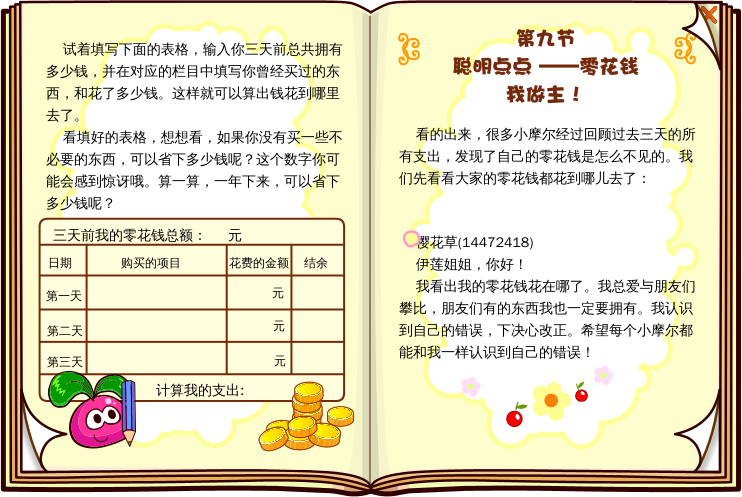 试着填写下面的表格，输入你三天前总共拥有
多少钱，并在对应的栏目中填写你曾经买过的东
西，和花了多少钱。这样就可以算出钱花到哪里
去了。
看填好的表格，想想看，如果你没有买一些不
必要的东西，可以省下多少钱呢？这个数字你可
能会感到惊讶哦。算一算，一年下来，可以省下
多少钱呢？
三天前我的零花钱总额： 元
日期 购买的项目 花费的金额 结余
第一天 元
第二天 元
第三天 元
计算我的支出:
第九节
聪明点点 ——零花钱
我做主！
看的出来，很多小摩尔经过回顾过去三天的所
有支出，发现了自己的零花钱是怎么不见的。我
们先看看大家的零花钱都花到哪儿去了：
樱花草(14472418)
伊莲姐姐，你好！
我看出我的零花钱花在哪了。我总爱与朋友们
攀比，朋友们有的东西我也一定要拥有。我认识
到自己的错误，下决心改正。希望每个小摩尔都
能和我一样认识到自己的错误！